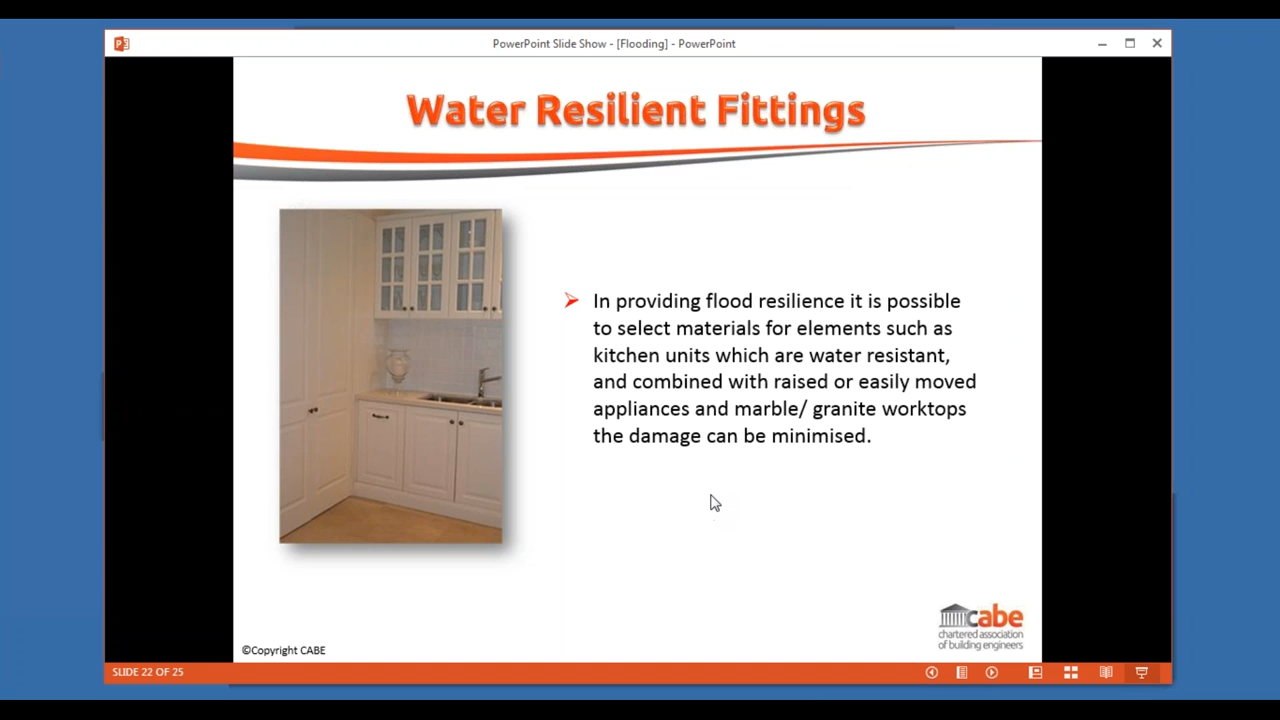 PowerPoint Slide Show - [Flooding] - PowerPoint
Water Resilient Fittings
In providing flood resilience it is possible
to select materials for elements such as
kitchen units which are water resistant,
and combined with raised or easily moved
appliances and marble/ granite worktops
the damage can be minimised.
cabe
chartered association
of building engineers
©Copyright CABE
SLIDE 22 OF 25